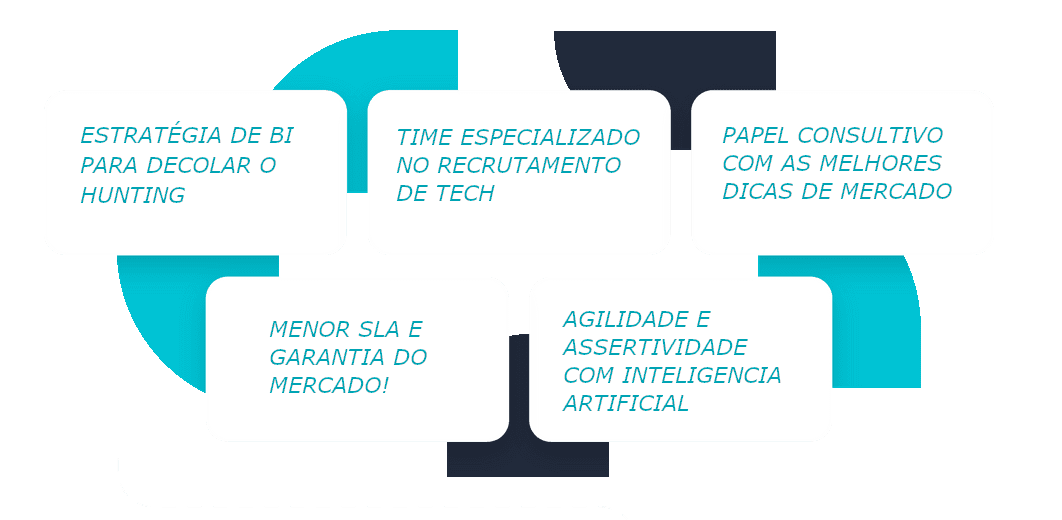 ESTRATÉGIA DE BI
PARA DECOLAR O
HUNTING
TIME ESPECIALIZADO
NO RECRUTAMENTO
DE TECH
PAPEL CONSULTIVO
COM AS MELHORES
DICAS DE MERCADO
MENOR SLA E
GARANTIA DO
MERCADO!
AGILIDADE E
ASSERTIVIDADE
COM INTELIGENCIA
ARTIFICIAL